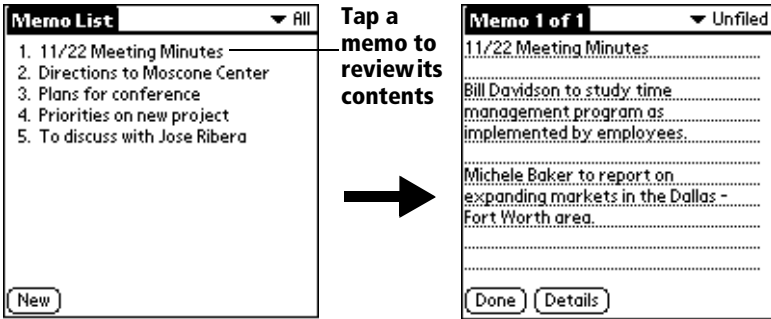 Memo List
All
1. 11/22 Meeting Minutes
2. Directions to Moscone Center
3. Plans for conference
4. Priorities on new project
5. To discuss with Jose Ribera
New
Tap a
memo to
review its
contents
Memo 1 of 1
Unfiled
11/22 Meeting Minutes
Bill Davidson to study time
management program as
implemented by employees.
Michele Baker to report on
expanding markets in the Dallas -
Fort Worth area.
Done Details